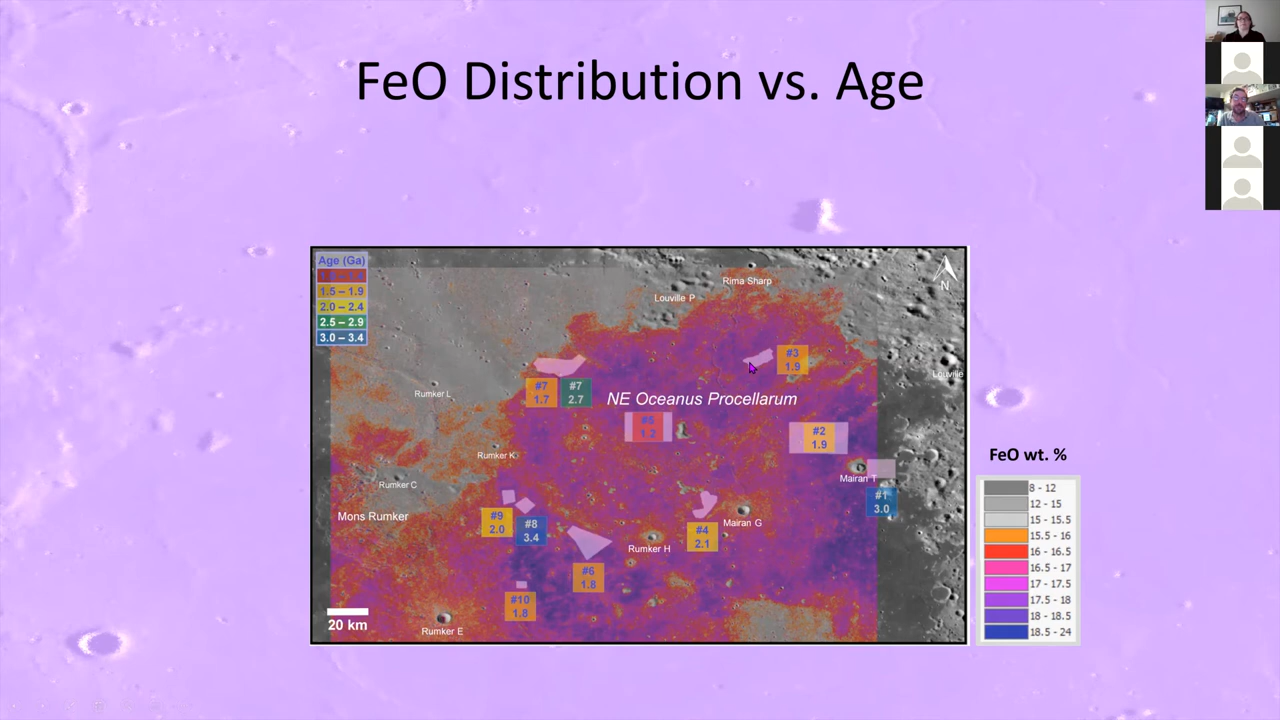 FeO Distribution vs. Age
Age (Ga)
1.5 – 1.9
2.0 – 2.4
2.5 – 2.9
3.0 – 3.4
Rima Sharp
Louville P
N
#3
1.9
Louville
Rumker L
#7
1.7
#7
2.7
NE Oceanus Procellarum
#5
1.2
#2
1.9
Rumker K
Mairan T
#1
3.0
Rumker C
Mons Rumker
#9
2.0
#8
3.4
Mairan G
#4
2.1
Rumker H
#6
1.8
#10
1.8
20 km
Rumker E
FeO wt. %
8 - 12
12 - 15
15 - 15.5
15.5 - 16
16 - 16.5
16.5 - 17
17 - 17.5
17.5 - 18
18 - 18.5
18.5 - 24